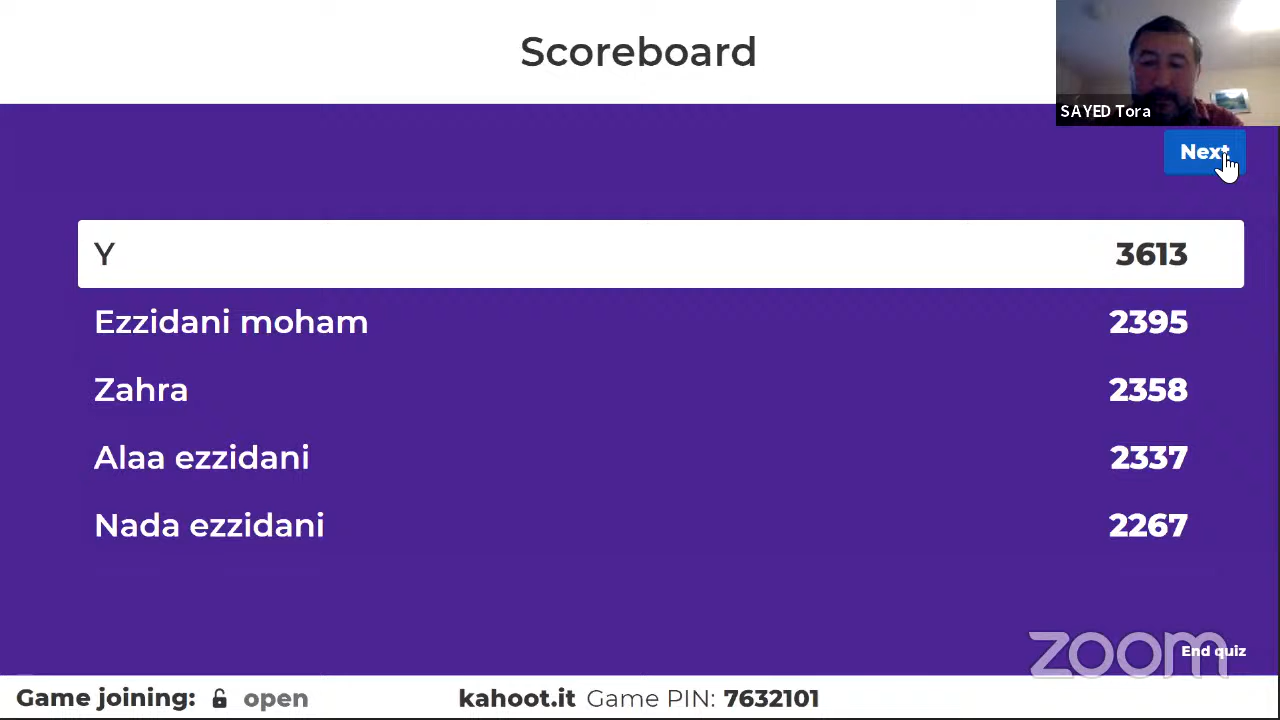 Scoreboard
SAYED Tora
Next
Y 3613
Ezzidani moham 2395
Zahra 2358
Alaa ezzidani 2337
Nada ezzidani 2267
zoom
End quiz
Game joining: open kahoot.it Game PIN: 7632101